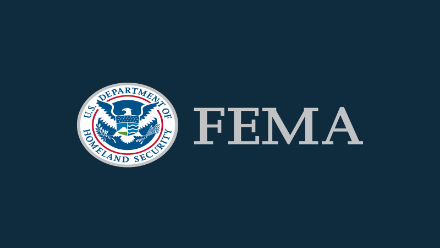 U.S. DEPARTMENT OF
HOMELAND SECURITY
FEMA